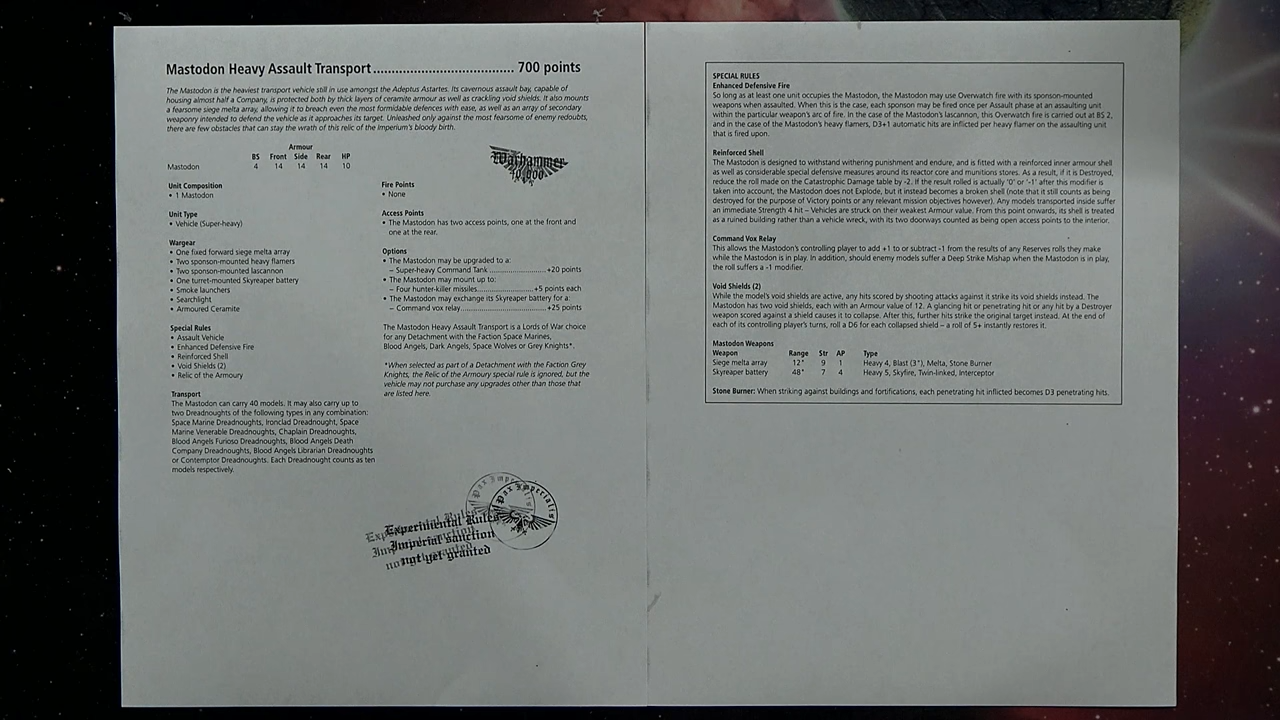 Mastodon Heavy Assault Transport...................................... 700 points
The Mastodon is the heaviest transport vehicle still in use amongst the Adeptus Astartes. Its cavernous assault bay, capable of
housing almost half a Company, is protected both by thick layers of ceramite armour as well as crackling void shields. It also mounts
a fearsome siege melta array, allowing it to breach even the most formidable defences with ease, as well as an array of secondary
weaponry intended to defend the vehicle as it approaches its target. Unleashed only against the most fearsome of enemy redoubts,
there are few obstacles that can stay the wrath of this relic of the Imperium's bloody birth.
Armour
BS Front Side Rear HP
Mastodon 4 14 14 14 10
Warhammer
40,000
Unit Composition
• 1 Mastodon
Unit Type
• Vehicle (Super-heavy)
Wargear
• One fixed forward siege melta array
• Two sponson-mounted heavy flamers
• Two sponson-mounted lascannon
• One turret-mounted Skyreaper battery
• Smoke launchers
• Searchlight
• Armoured Ceramite
Special Rules
• Assault Vehicle
• Enhanced Defensive Fire
• Reinforced Shell
• Void Shields (2)
• Relic of the Armoury
Transport
The Mastodon can carry 40 models. It may also carry up to
two Dreadnoughts of the following types in any combination:
Space Marine Dreadnoughts, Ironclad Dreadnought, Space
Marine Venerable Dreadnoughts, Chaplain Dreadnoughts,
Blood Angels Furioso Dreadnoughts, Blood Angels Death
Company Dreadnoughts, Blood Angels Librarian Dreadnoughts
or Contemptor Dreadnoughts. Each Dreadnought counts as ten
models respectively.
Fire Points
• None
Access Points
• The Mastodon has two access points, one at the front and
one at the rear.
Options
• The Mastodon may be upgraded to a:
– Super-heavy Command Tank ......................... +20 points
• The Mastodon may mount up to:
– Four hunter-killer missiles......................... +5 points each
• The Mastodon may exchange its Skyreaper battery for a:
– Command vox relay....................................... +25 points
The Mastodon Heavy Assault Transport is a Lords of War choice
for any Detachment with the Faction Space Marines,
Blood Angels, Dark Angels, Space Wolves or Grey Knights*.
*When selected as part of a Detachment with the Faction Grey
Knights, the Relic of the Armoury special rule is ignored, but the
vehicle may not purchase any upgrades other than those that
are listed here.
Pax Imperialis
Experimental Rules
Imperial sanction
not yet granted
SPECIAL RULES
Enhanced Defensive Fire
So long as at least one unit occupies the Mastodon, the Mastodon may use Overwatch fire with its sponson-mounted
weapons when assaulted. When this is the case, each sponson may be fired once per Assault phase at an assaulting unit
within the particular weapon's arc of fire. In the case of the Mastodon's lascannon, this Overwatch fire is carried out at BS 2,
and in the case of the Mastodon's heavy flamers, D3+1 automatic hits are inflicted per heavy flamer on the assaulting unit
that is fired upon.
Reinforced Shell
The Mastodon is designed to withstand withering punishment and endure, and is fitted with a reinforced inner armour shell
as well as considerable special defensive measures around its reactor core and munitions stores. As a result, if it is Destroyed,
reduce the roll made on the Catastrophic Damage table by -2. If the result rolled is actually '0' or '-1' after this modifier is
taken into account, the Mastodon does not Explode, but it instead becomes a broken shell (note that it still counts as being
destroyed for the purpose of Victory points or any relevant mission objectives however). Any models transported inside suffer
an immediate Strength 4 hit – Vehicles are struck on their weakest Armour value. From this point onwards, its shell is treated
as a ruined building rather than a vehicle wreck, with its two doorways counted as being open access points to the interior.
Command Vox Relay
This allows the Mastodon's controlling player to add +1 to or subtract -1 from the results of any Reserves rolls they make
while the Mastodon is in play. In addition, should enemy models suffer a Deep Strike Mishap when the Mastodon is in play,
the roll suffers a -1 modifier.
Void Shields (2)
While the model's void shields are active, any hits scored by shooting attacks against it strike its void shields instead. The
Mastodon has two void shields, each with an Armour value of 12. A glancing hit or penetrating hit or any hit by a Destroyer
weapon scored against a shield causes it to collapse. After this, further hits strike the original target instead. At the end of
each of its controlling player's turns, roll a D6 for each collapsed shield – a roll of 5+ instantly restores it.
Mastodon Weapons
Weapon Range Str AP Type
Siege melta array 12" 9 1 Heavy 4, Blast (3"), Melta, Stone Burner
Skyreaper battery 48" 7 4 Heavy 5, Skyfire, Twin-linked, Interceptor
Stone Burner: When striking against buildings and fortifications, each penetrating hit inflicted becomes D3 penetrating hits.